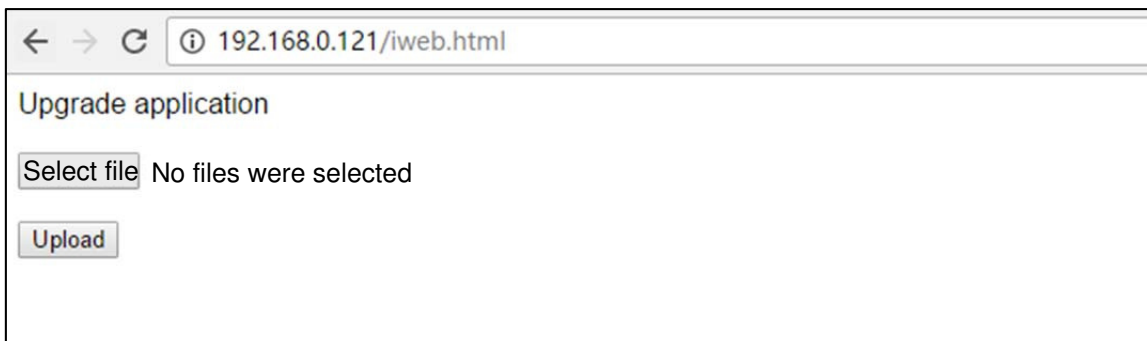 192.168.0.121/iweb.html
Upgrade application
Select file No files were selected
Upload